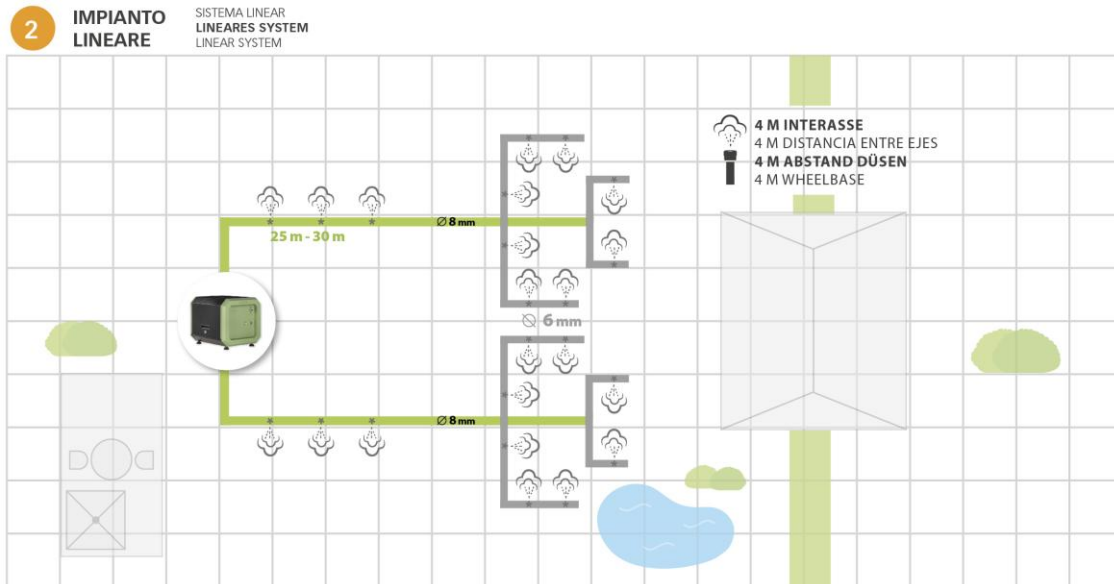 2
IMPIANTO
LINEARE
SISTEMA LINEAR
LINEARES SYSTEM
LINEAR SYSTEM
4 M INTERASSE
4 M DISTANCIA ENTRE EJES
4 M ABSTAND DÜSEN
4 M WHEELBASE
Ø 8 mm
25 m - 30 m
Ø 6 mm
Ø 8 mm